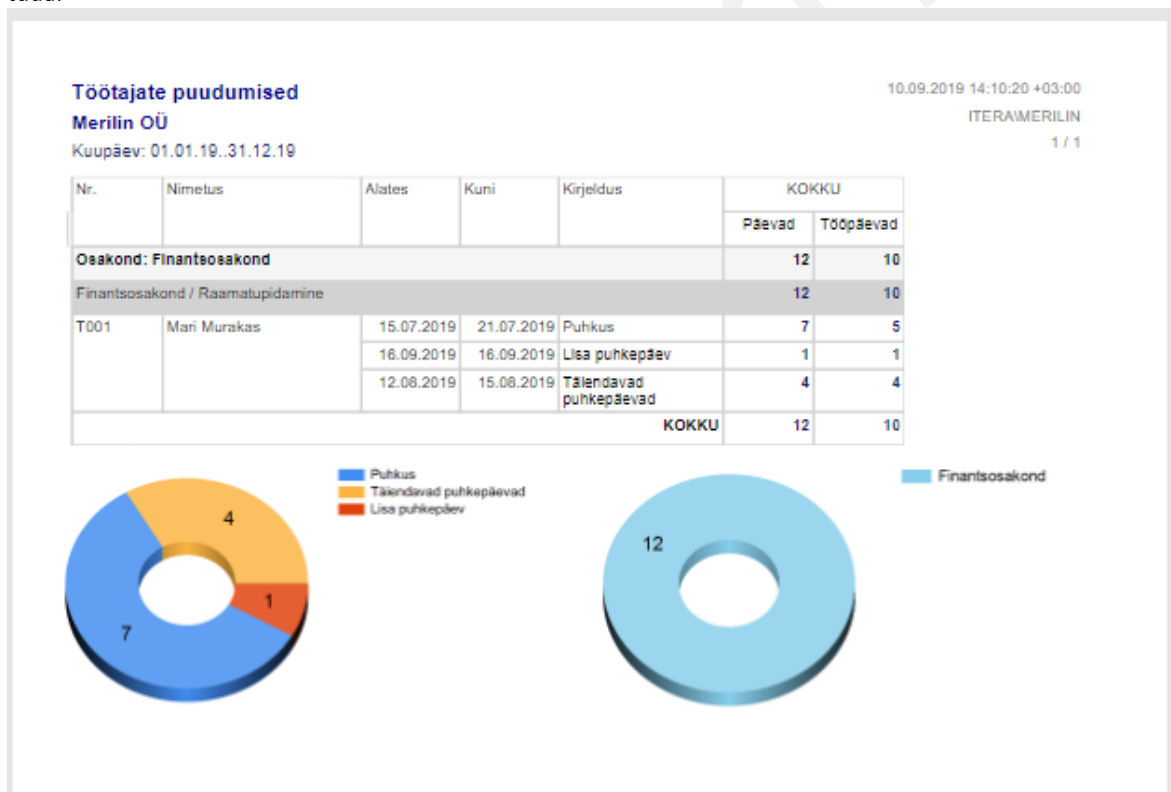 Töötajate puudumised
10.09.2019 14:10:20 +03:00
Merilin OÜ
ITERA\MERILIN
Kuupäev: 01.01.19..31.12.19
1 / 1
Nr. Nimetus Alates Kuni Kirjeldus KOKKU
Päevad Tööpäevad
Osakond: Finantsosakond 12 10
Finantsosakond / Raamatupidamine 12 10
T001 Mari Murakas 15.07.2019 21.07.2019 Puhkus 7 5
16.09.2019 16.09.2019 Lisa puhkepäev 1 1
12.08.2019 15.08.2019 Täiendavad 4 4
puhkepäevad
KOKKU 12 10
Puhkus
Täiendavad puhkepäevad
Lisa puhkepäev
4
1
7
Finantsosakond
12